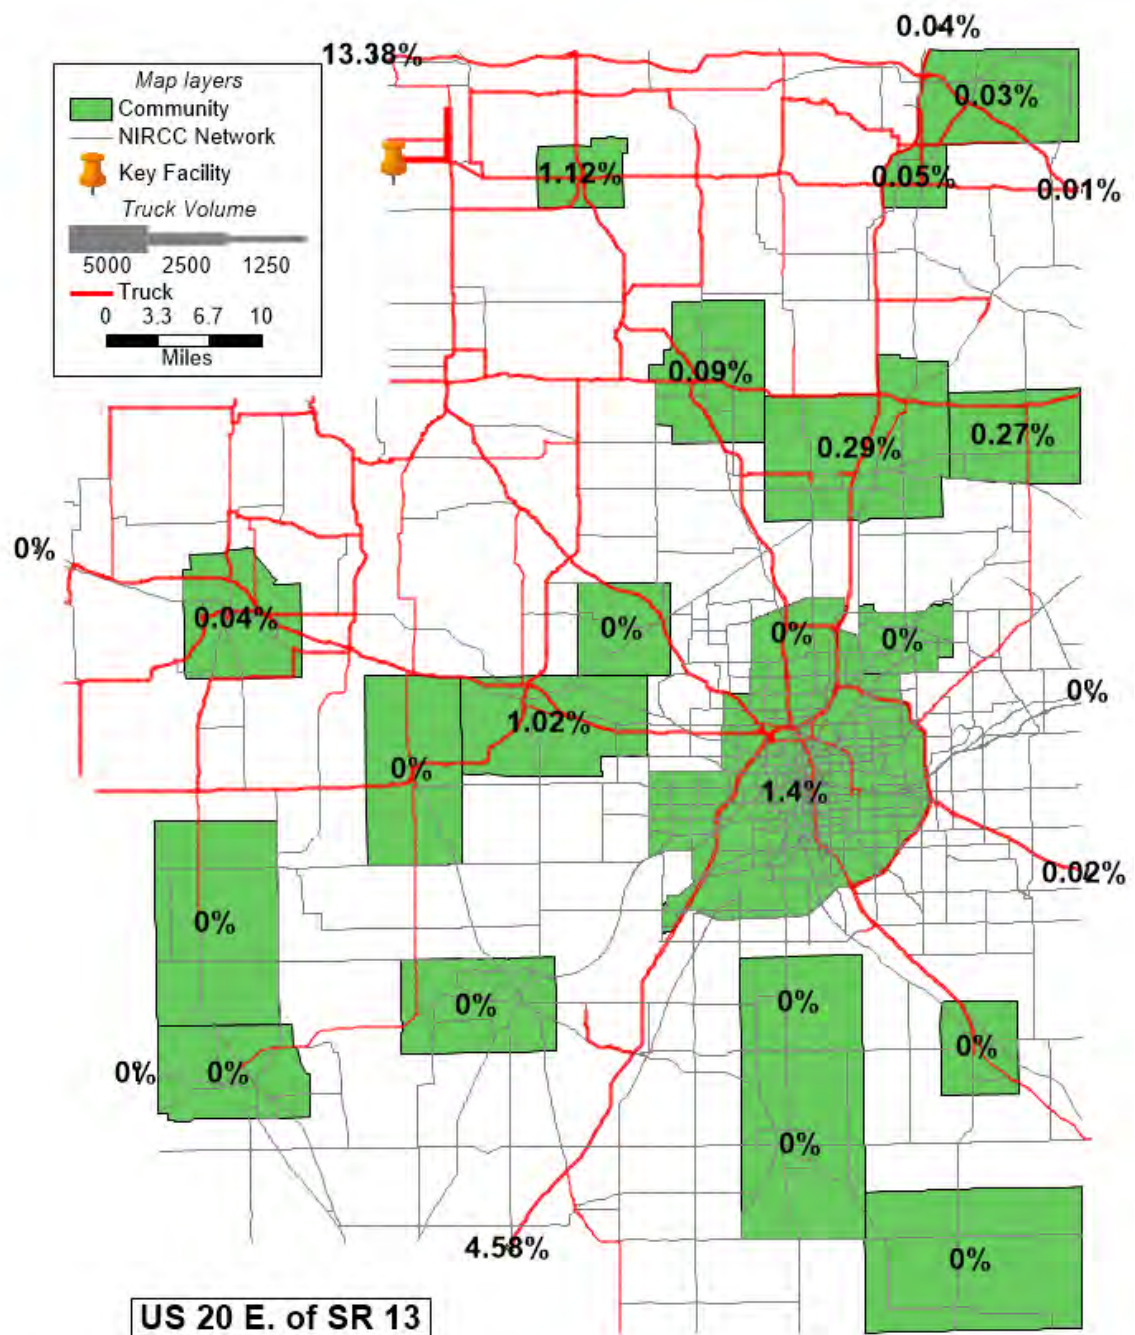 0.04%
13.38%
Map layers
Community
NIRCC Network
Key Facility
Truck Volume
5000 2500 1250
Truck
0 3.3 6.7 10
Miles
0.03%
1.12%
0.05%
0.01%
0.09%
0.29%
0.27%
0%
0.04%
0%
0%
0%
0%
1.02%
0%
1.4%
0.02%
0%
0%
0%
0%
0%
0%
0%
4.58%
0%
US 20 E. of SR 13